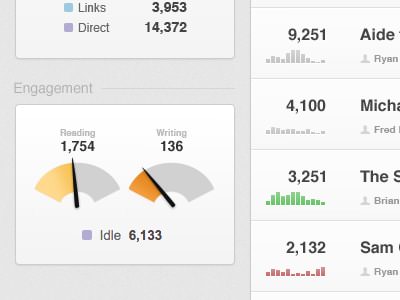 Links 3,953
Direct 14,372
Engagement
Reading Writing
1,754 136
Idle 6,133
9,251 Aide
Ryan
4,100 Micha
Fred
3,251 The S
Brian
2,132 Sam
Ryan